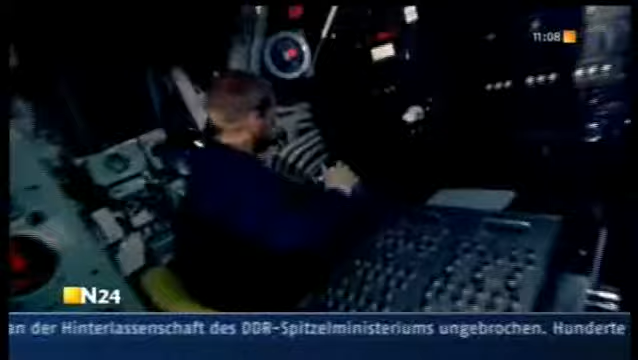 11:08
N24
an der Hinterlassenschaft des DDR-Spitzelministeriums ungebrochen. Hunderte